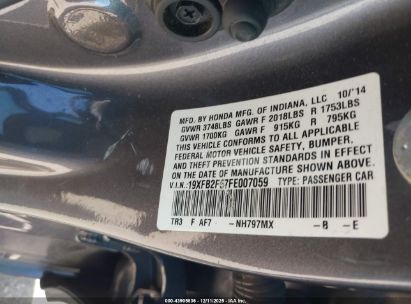 MFD. BY HONDA MFG. OF INDIANA, LLC 10/'14
GVWR 3748LBS GAWR F 2018LBS R 1753LBS
GVWR 1700KG GAWR F 915KG R 795KG
THIS VEHICLE CONFORMS TO ALL APPLICABLE
FEDERAL MOTOR VEHICLE SAFETY, BUMPER,
AND THEFT PREVENTION STANDARDS IN EFFECT
ON THE DATE OF MANUFACTURE SHOWN ABOVE.
V.I.N. TYPE: PASSENGER CAR
TR3 F AF7 -NH797MX -B -E